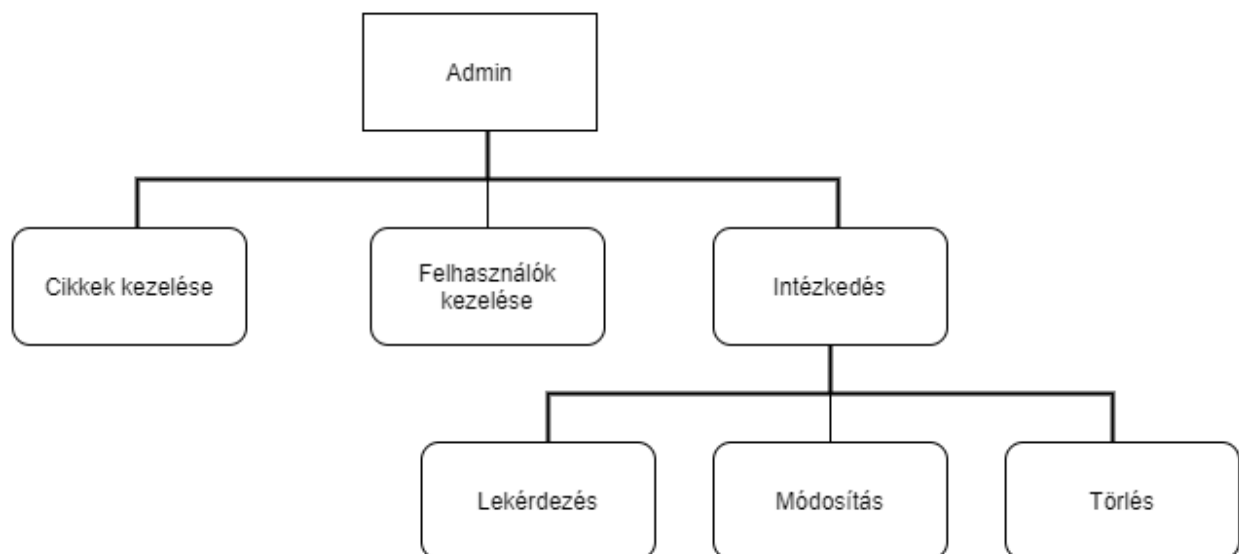 Admin
Cikkek kezelése
Felhasználók
kezelése
Intézkedés
Lekérdezés
Módosítás
Törlés